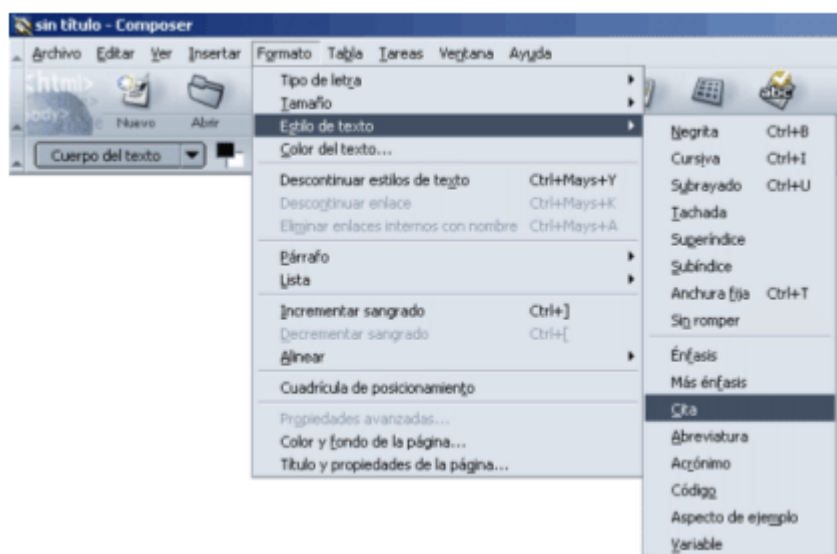 sin título - Composer
Archivo Editar Ver Insertar Formato Tabla Tareas Ventana Ayuda
<html>
body>
Nuevo Abrir
Cuerpo del texto
Tipo de letra
Tamaño
Estilo de texto
Color del texto...
Descontinuar estilos de texto Ctrl+Mays+Y
Descontinuar enlace Ctrl+Mays+K
Eliminar enlaces internos con nombre Ctrl+Mays+A
Párrafo
Lista
Incrementar sangrado Ctrl+]
Decrementar sangrado Ctrl+[
Alinear
Cuadrícula de posicionamiento
Propiedades avanzadas...
Color y fondo de la página...
Título y propiedades de la página...
abc
Negrita Ctrl+B
Cursiva Ctrl+I
Subrayado Ctrl+U
Tachada
Superíndice
Subíndice
Anchura fija Ctrl+T
Sin romper
Énfasis
Más énfasis
Cita
Abreviatura
Acrónimo
Código
Aspecto de ejemplo
Variable